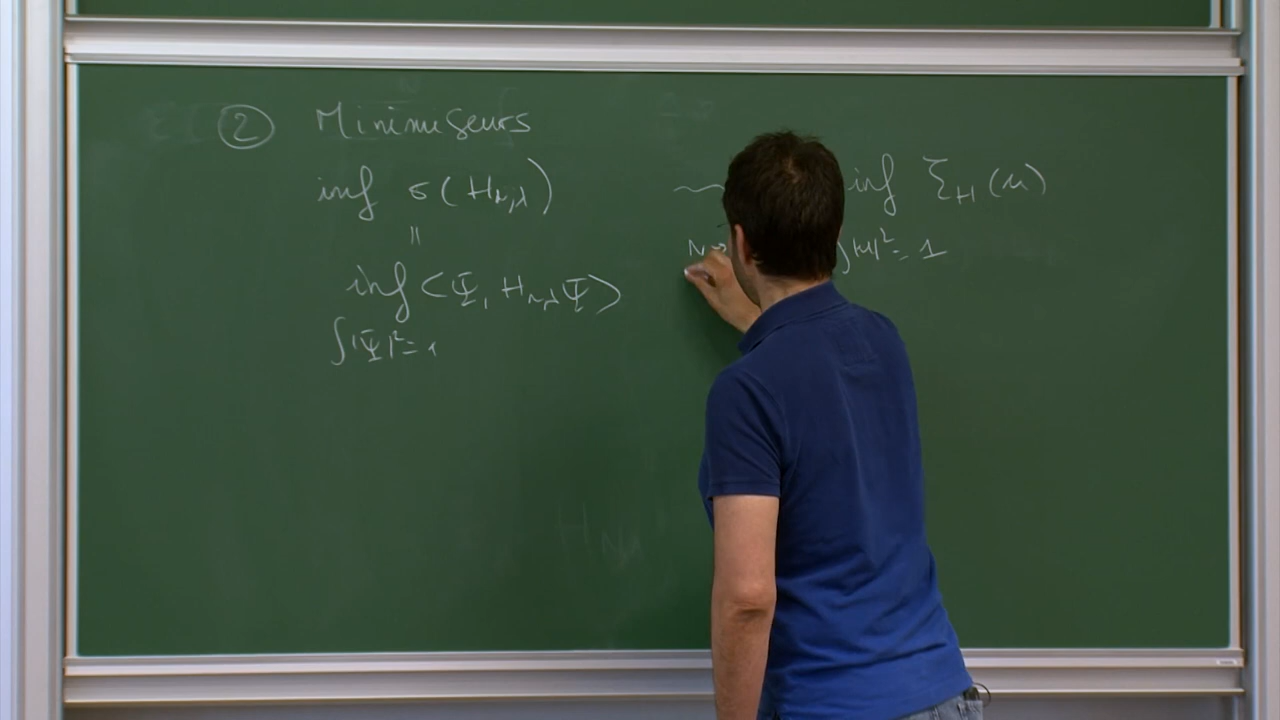 ② Minimiseurs
inf σ(H_{N,λ}) ~ inf ℰ_H(u)
॥ N→ ∫|u|² = 1
inf <Ψ, H_{N,λ}Ψ>
∫|Ψ|² = 1